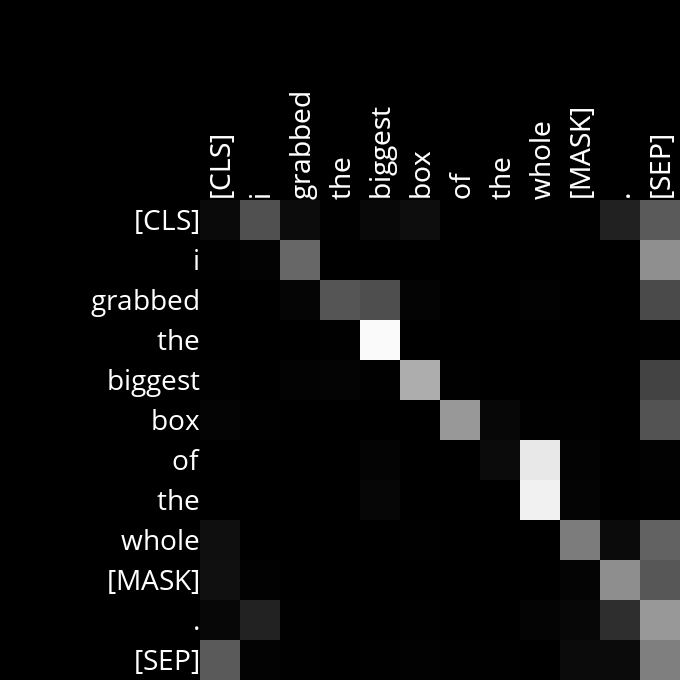 [CLS] i grabbed the biggest box of the whole [MASK] . [SEP]
[CLS]
i
grabbed
the
biggest
box
of
the
whole
[MASK]
.
[SEP]